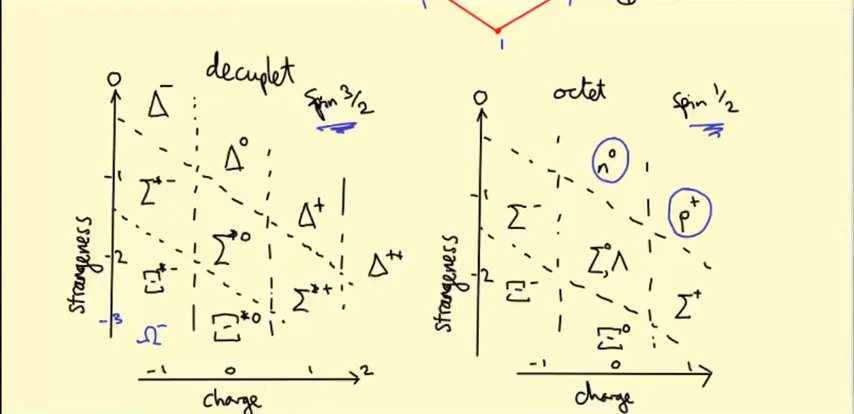 1
decuplet
Spin 3/2
0
Δ⁻
Δ⁰
-1
Σ*⁻
Δ⁺
Σ*⁰
Δ⁺⁺
-2
Ξ*⁻
Σ*⁺
-3
Ω⁻
Ξ*⁰
strangeness
-1 0 1 2
charge
octet
spin 1/2
0
n⁰
-1
Σ⁻
p⁺
Σ⁰,Λ
-2
Ξ⁻
Σ⁺
Ξ⁰
strangeness
-1 0 1
charge